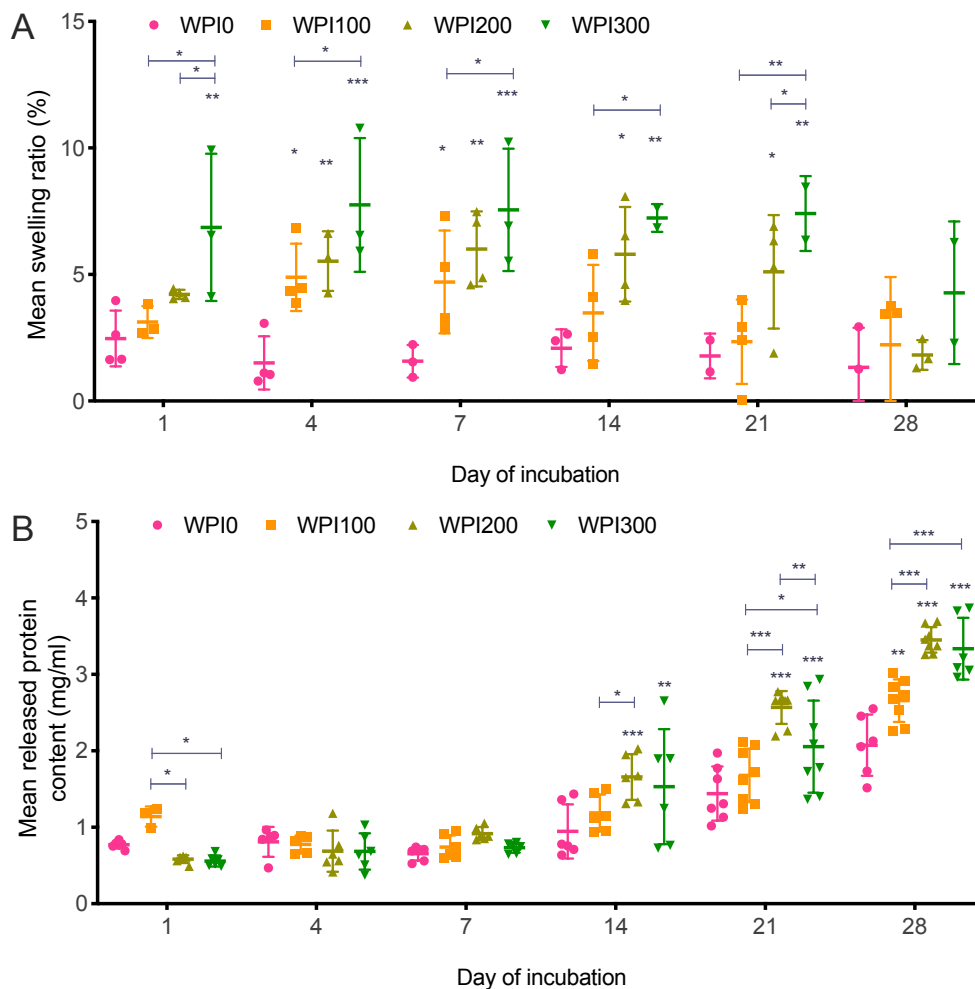 A
WPI0 WPI100 WPI200 WPI300
Mean swelling ratio (%)
15
10
5
0
* * ** * *** * ** * *** * ** * * ** * * ** ** * ** *
1 4 7 14 21 28
Day of incubation
B
WPI0 WPI100 WPI200 WPI300
Mean released protein
content (mg/ml)
5
4
3
2
1
0
* * * *** ** *** * ** *** *** *** *** ** *** ***
1 4 7 14 21 28
Day of incubation